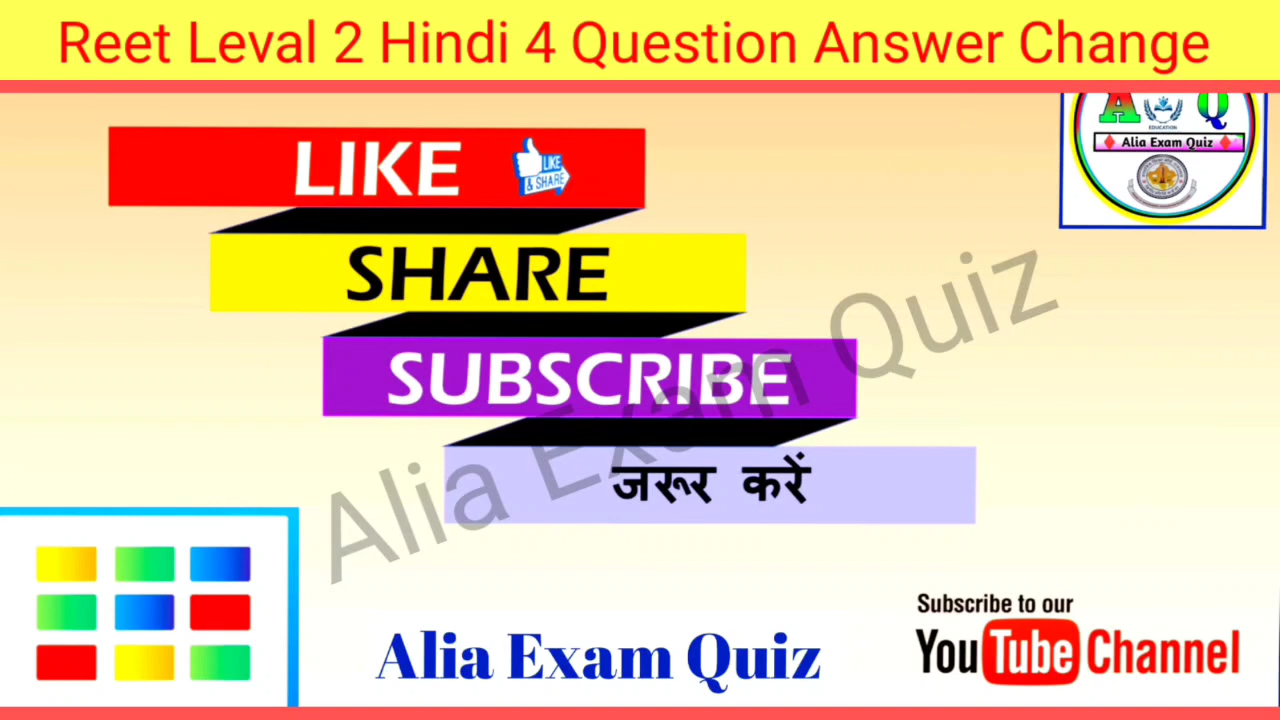 Reet Leval 2 Hindi 4 Question Answer Change
A Q
EDUCATION
Alia Exam Quiz
LIKE
LIKE
& SHARE
SHARE
SUBSCRIBE
जरूर करें
Alia Exam Quiz
Alia Exam Quiz
Subscribe to our
YouTube Channel